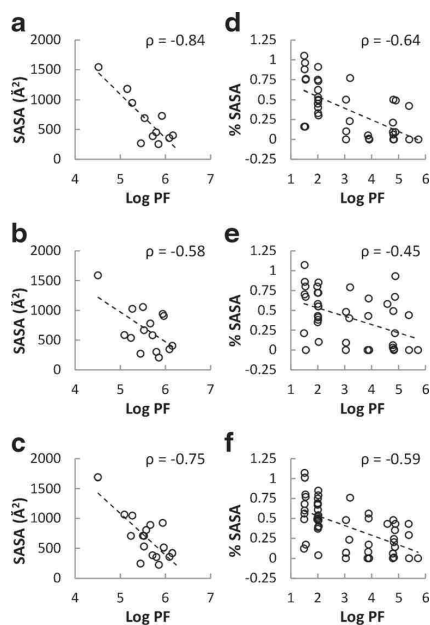 a
ρ = -0.84
SASA (Å²)
2000
1500
1000
500
0
4 5 6 7
Log PF
d
ρ = -0.64
% SASA
1.25
1
0.75
0.5
0.25
0
-0.25
1 2 3 4 5 6
Log PF
b
ρ = -0.58
SASA (Å²)
2000
1500
1000
500
0
4 5 6 7
Log PF
e
ρ = -0.45
% SASA
1.25
1
0.75
0.5
0.25
0
-0.25
1 2 3 4 5 6
Log PF
c
ρ = -0.75
SASA (Å²)
2000
1500
1000
500
0
4 5 6 7
Log PF
f
ρ = -0.59
% SASA
1.25
1
0.75
0.5
0.25
0
-0.25
1 2 3 4 5 6
Log PF